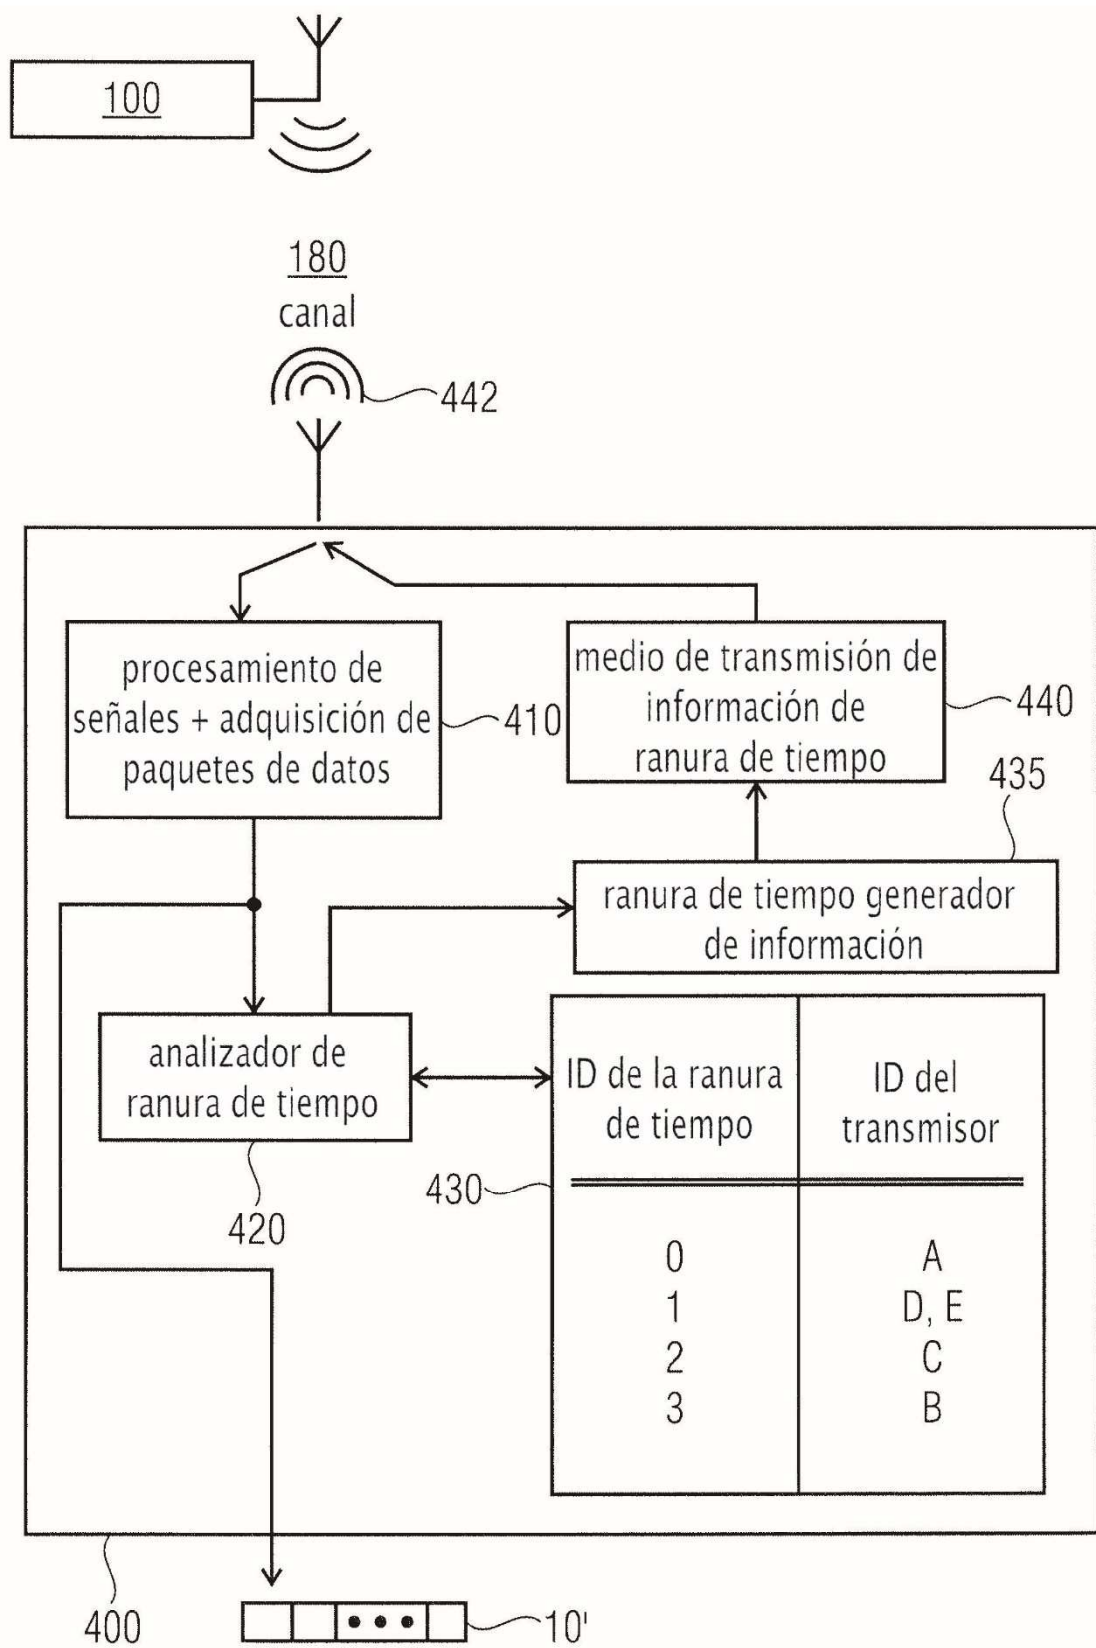 100
180
canal
442
procesamiento de
señales + adquisición de
paquetes de datos
410
medio de transmisión de
información de
ranura de tiempo
440
435
ranura de tiempo generador
de información
analizador de
ranura de tiempo
420
430
ID de la ranura
de tiempo
ID del
transmisor
0 A
1 D, E
2 C
3 B
400
10'